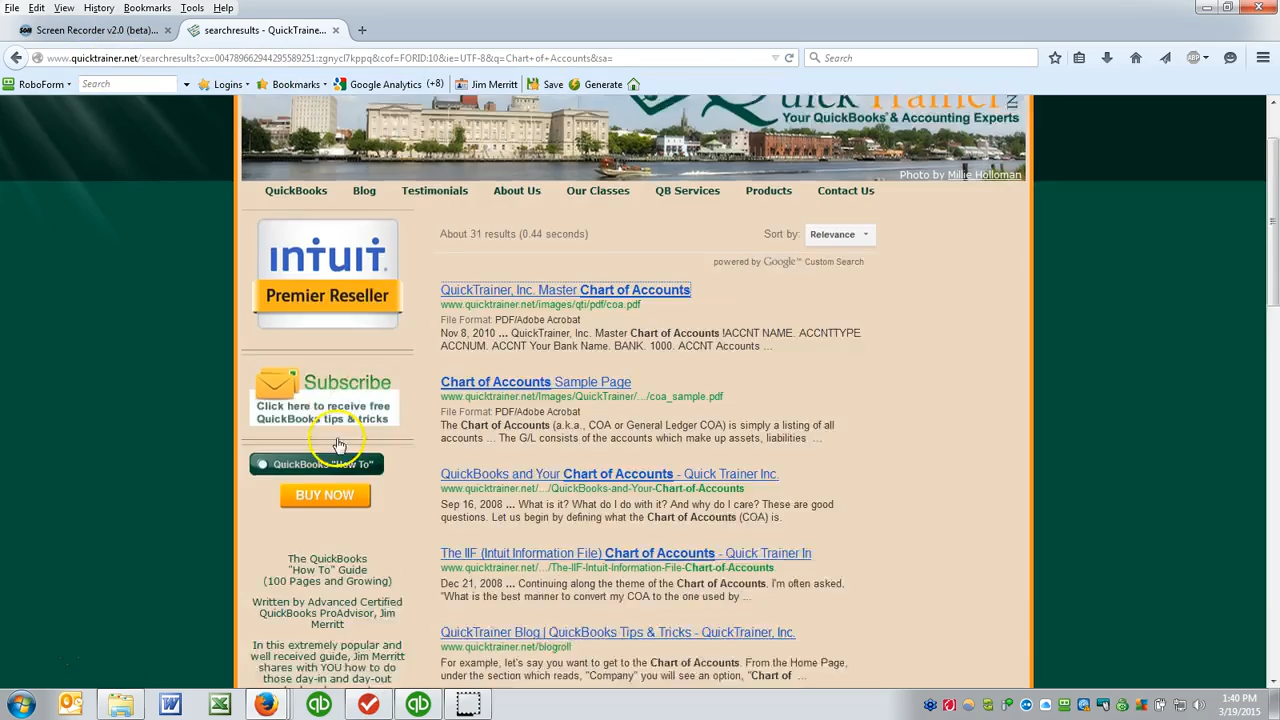 File Edit View History Bookmarks Tools Help
Screen Recorder v2.0 (beta)... × searchresults - QuickTraine... × +
www.quicktrainer.net/searchresults?cx=004789662944295589251:zgnycl7kppq&cof=FORID:10&ie=UTF-8&q=Chart+of+Accounts&sa= Search
RoboForm Search Logins Bookmarks Google Analytics (+8) Jim Merritt Save Generate
QuickTrainer INC
Your QuickBooks & Accounting Experts
Photo by Millie Holloman
QuickBooks Blog Testimonials About Us Our Classes QB Services Products Contact Us
intuit.
Premier Reseller
Subscribe
Click here to receive free
QuickBooks tips & tricks
QuickBooks "How To"
BUY NOW
The QuickBooks
"How To" Guide
(100 Pages and Growing)
Written by Advanced Certified
QuickBooks ProAdvisor, Jim
Merritt
In this extremely popular and
well received guide, Jim Merritt
shares with YOU how to do
those day-in and day-out
About 31 results (0.44 seconds)
Sort by: Relevance
powered by Google™ Custom Search
QuickTrainer, Inc. Master Chart of Accounts
www.quicktrainer.net/images/qti/pdf/coa.pdf
File Format: PDF/Adobe Acrobat
Nov 8, 2010 ... QuickTrainer, Inc. Master Chart of Accounts !ACCNT NAME. ACCNTTYPE.
ACCNUM. ACCNT Your Bank Name. BANK. 1000. ACCNT Accounts ...
Chart of Accounts Sample Page
www.quicktrainer.net/Images/QuickTrainer/.../coa_sample.pdf
File Format: PDF/Adobe Acrobat
The Chart of Accounts (a.k.a., COA or General Ledger COA) is simply a listing of all
accounts ... The G/L consists of the accounts which make up assets, liabilities ...
QuickBooks and Your Chart of Accounts - Quick Trainer Inc.
www.quicktrainer.net/.../QuickBooks-and-Your-Chart-of-Accounts
Sep 16, 2008 ... What is it? What do I do with it? And why do I care? These are good
questions. Let us begin by defining what the Chart of Accounts (COA) is.
The IIF (Intuit Information File) Chart of Accounts - Quick Trainer In
www.quicktrainer.net/.../The-IIF-Intuit-Information-File-Chart-of-Accounts
Dec 21, 2008 ... Continuing along the theme of the Chart of Accounts, I'm often asked,
"What is the best manner to convert my COA to the one used by ...
QuickTrainer Blog | QuickBooks Tips & Tricks - QuickTrainer, Inc.
www.quicktrainer.net/blogroll
For example, let's say you want to get to the Chart of Accounts. From the Home Page,
under the section which reads, "Company" you will see an option, "Chart of ...
1:40 PM
3/19/2015